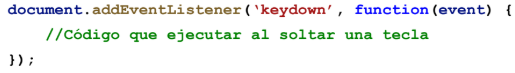 document.addEventListener(‘keydown’, function(event) {
//Código que ejecutar al soltar una tecla
});